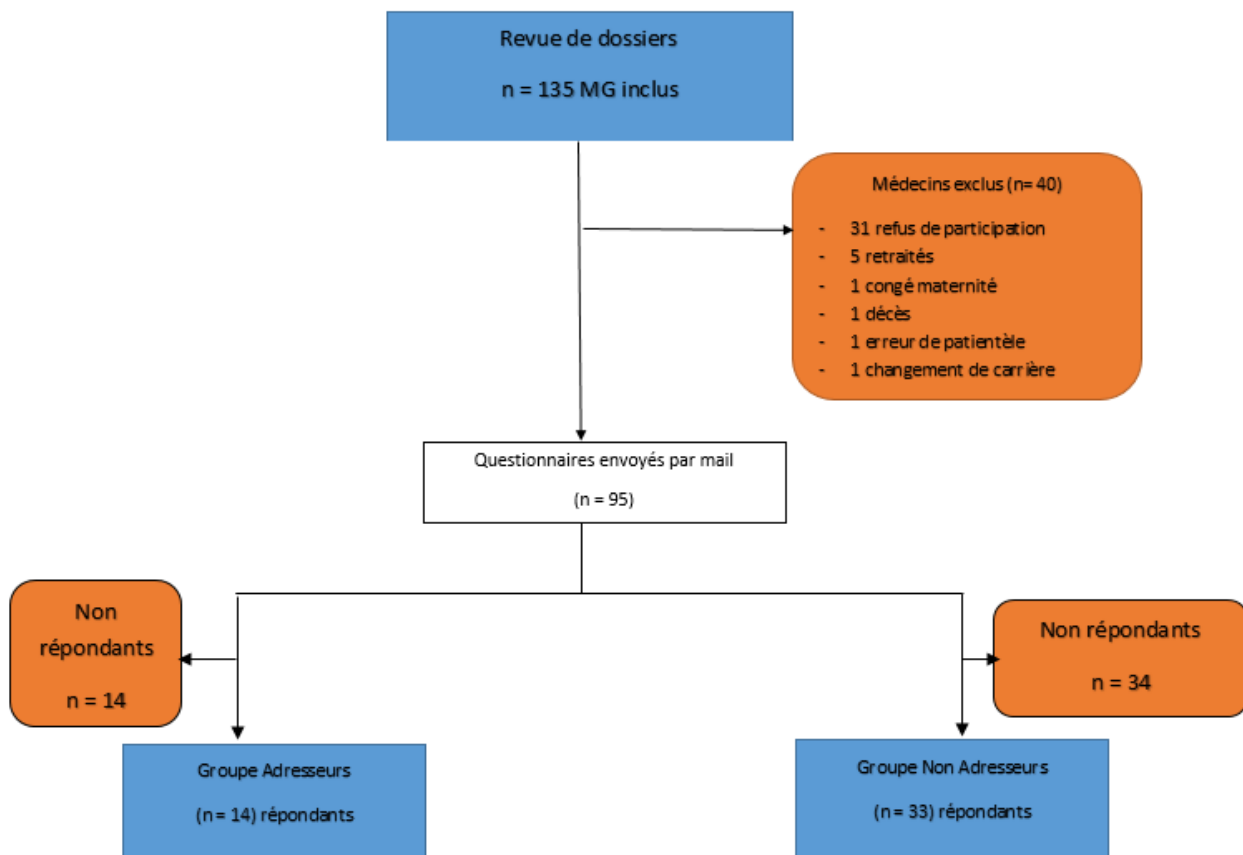 Revue de dossiers
n = 135 MG inclus
Médecins exclus (n= 40)
- 31 refus de participation
- 5 retraités
- 1 congé maternité
- 1 décès
- 1 erreur de patientèle
- 1 changement de carrière
Questionnaires envoyés par mail
(n = 95)
Non
répondants
n = 14
Non répondants
n = 34
Groupe Adresseurs
(n = 14) répondants
Groupe Non Adresseurs
(n = 33) répondants